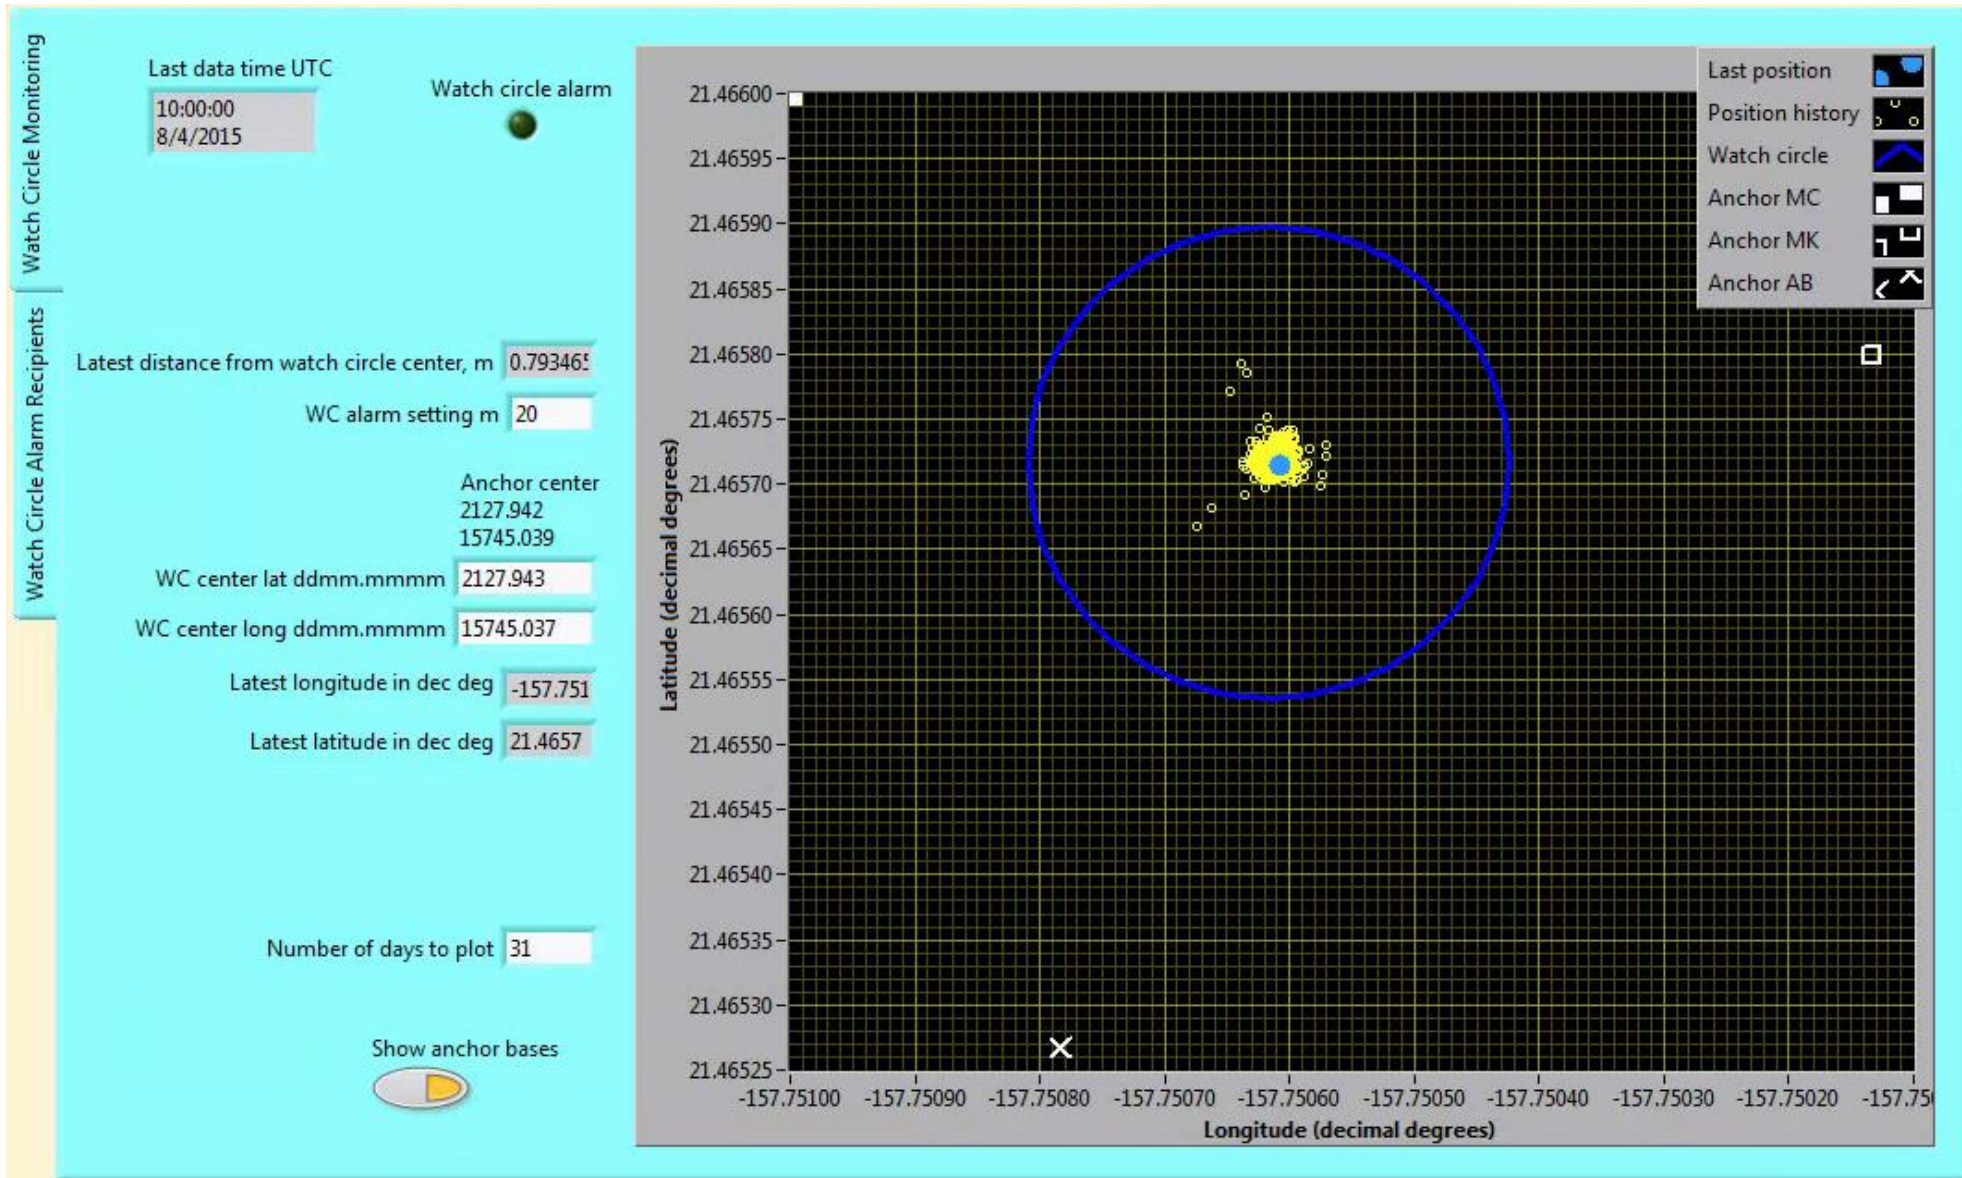 Watch Circle Monitoring
Watch Circle Alarm Recipients
Last data time UTC
10:00:00
8/4/2015
Watch circle alarm
Latest distance from watch circle center, m 0.793465
WC alarm setting m 20
Anchor center
2127.942
15745.039
WC center lat ddmm.mmmm 2127.943
WC center long ddmm.mmmm 15745.037
Latest longitude in dec deg -157.751
Latest latitude in dec deg 21.4657
Number of days to plot 31
Show anchor bases
Latitude (decimal degrees)
21.46600
21.46595
21.46590
21.46585
21.46580
21.46575
21.46570
21.46565
21.46560
21.46555
21.46550
21.46545
21.46540
21.46535
21.46530
21.46525
-157.75100 -157.75090 -157.75080 -157.75070 -157.75060 -157.75050 -157.75040 -157.75030 -157.75020
Longitude (decimal degrees)
Last position
Position history
Watch circle
Anchor MC
Anchor MK
Anchor AB